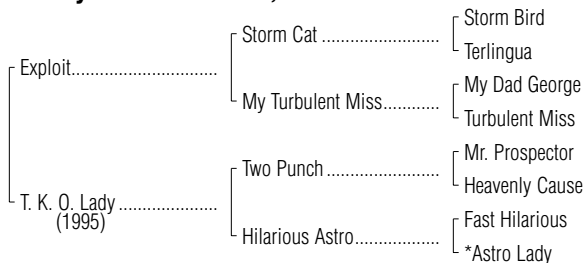 Storm Bird
Storm Cat ..............................
Terlingua
Exploit.....................................
My Dad George
My Turbulent Miss..............
Turbulent Miss
Mr. Prospector
Two Punch ............................
Heavenly Cause
T. K. O. Lady .........................
(1995)
Fast Hilarious
Hilarious Astro.....................
*Astro Lady